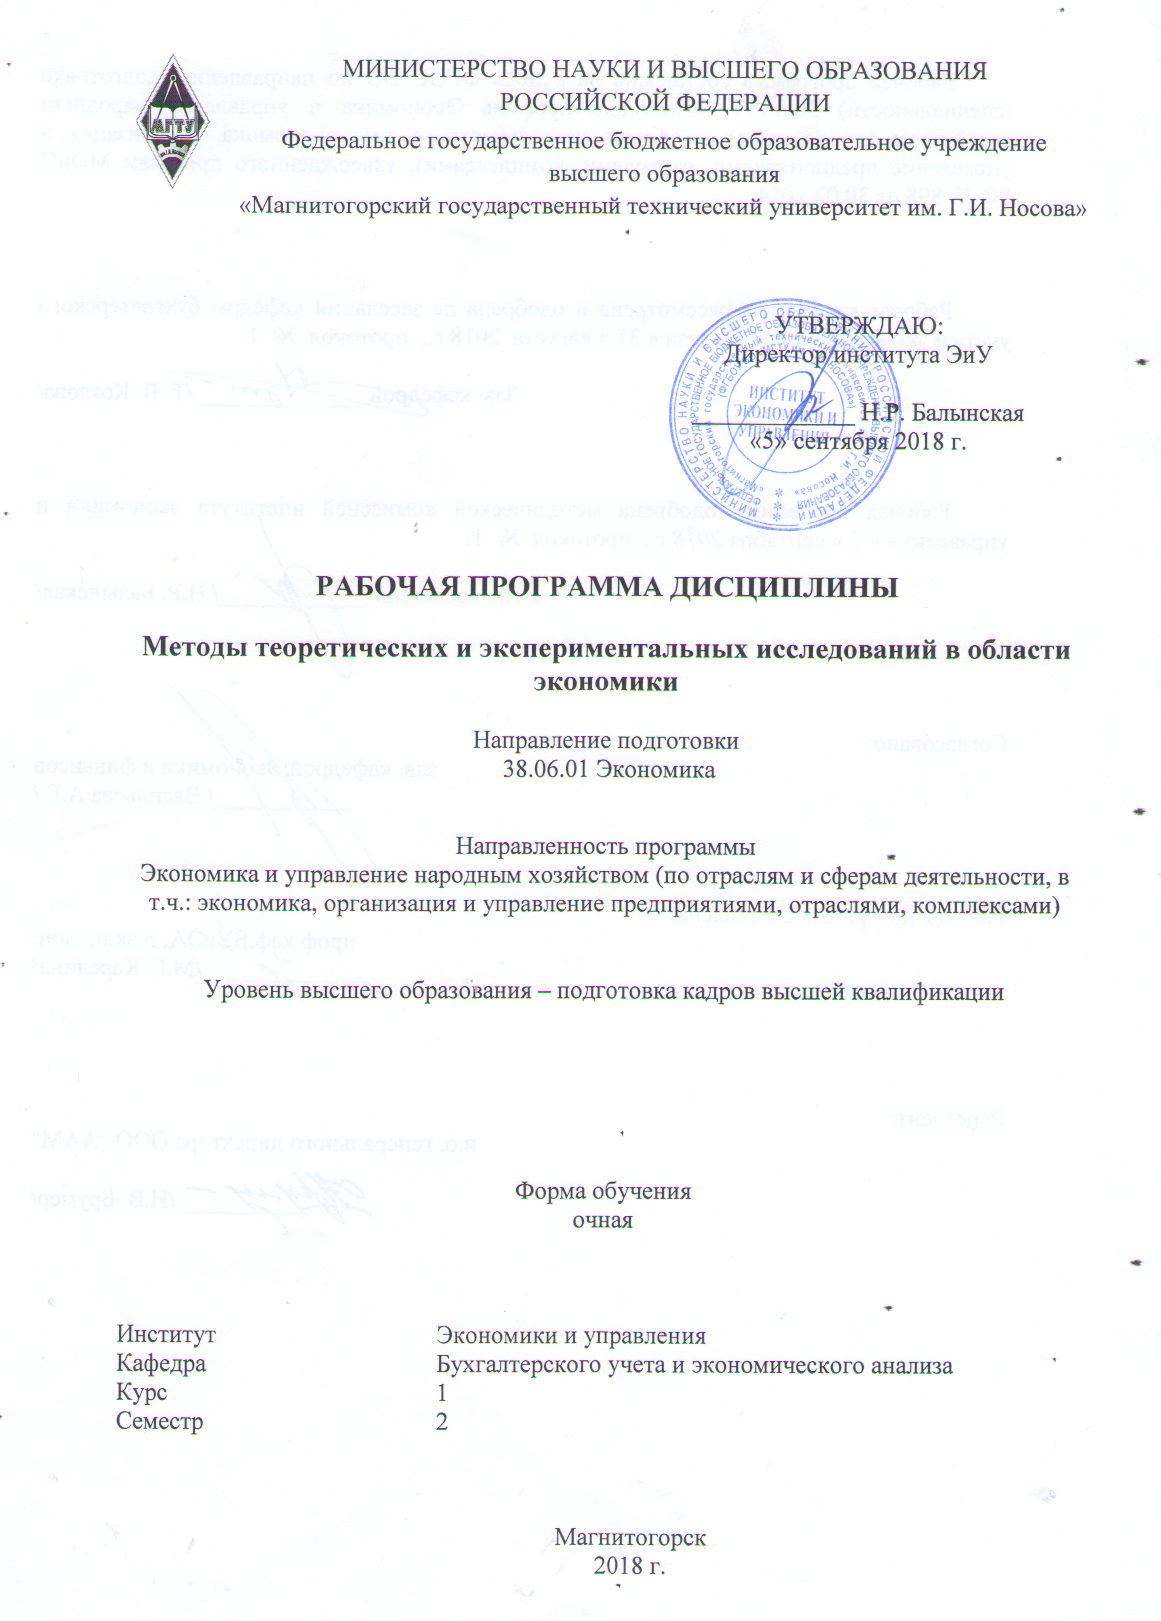 МИНИСТЕРСТВО НАУКИ И ВЫСШЕГО ОБРАЗОВАНИЯ
РОССИЙСКОЙ ФЕДЕРАЦИИ
Федеральное государственное бюджетное образовательное учреждение
высшего образования
«Магнитогорский государственный технический университет им. Г.И. Носова»
УТВЕРЖДАЮ:
Директор института ЭиУ
Н.Р. Балынская
«5» сентября 2018 г.
ИНСТИТУТ
ЭКОНОМИКИ И
УПРАВЛЕНИЯ
РАБОЧАЯ ПРОГРАММА ДИСЦИПЛИНЫ
Методы теоретических и экспериментальных исследований в области
экономики
Направление подготовки
38.06.01 Экономика
Направленность программы
Экономика и управление народным хозяйством (по отраслям и сферам деятельности, в
т.ч.: экономика, организация и управление предприятиями, отраслями, комплексами)
Уровень высшего образования – подготовка кадров высшей квалификации
Форма обучения
очная
Институт Экономики и управления
Кафедра Бухгалтерского учета и экономического анализа
Курс 1
Семестр 2
Магнитогорск
2018 г.